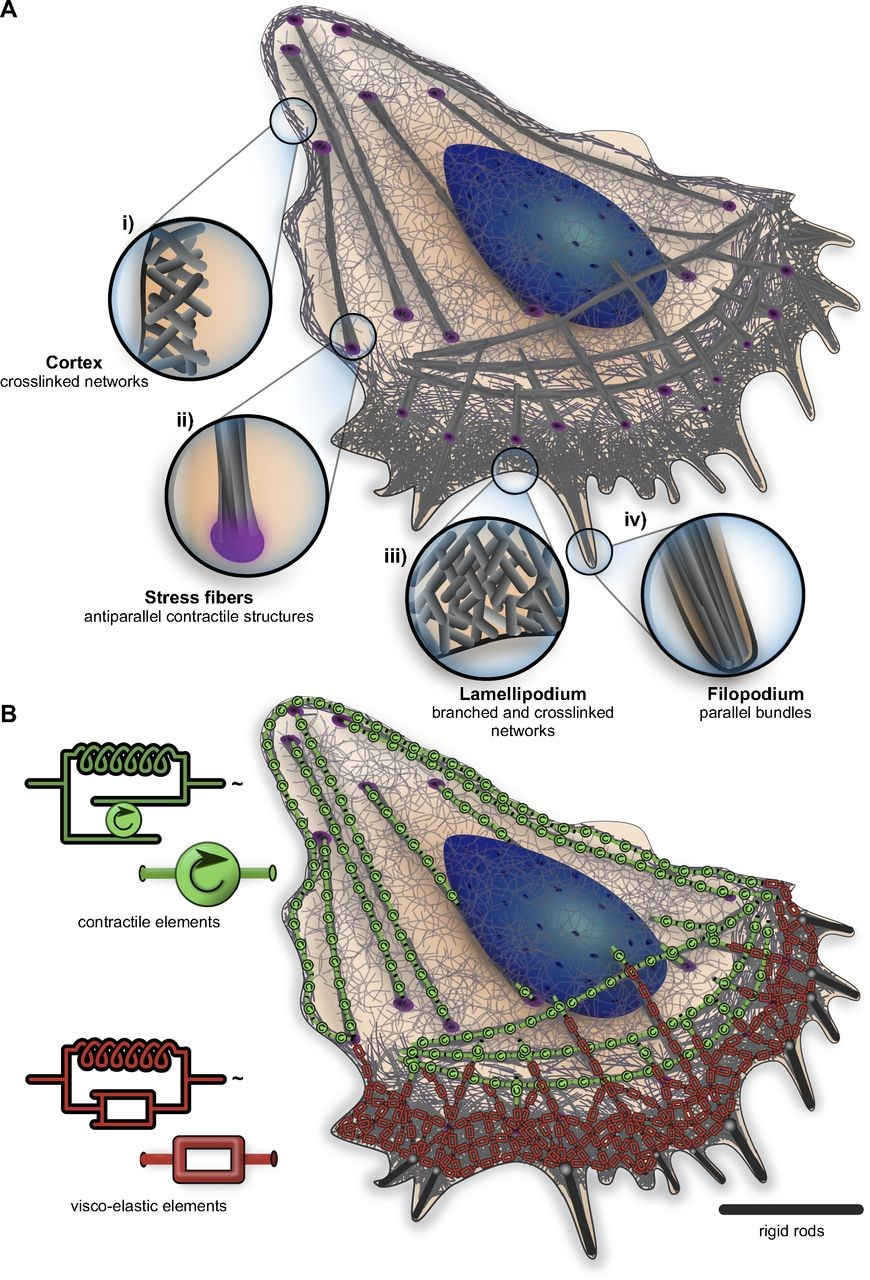 A
i)
Cortex
crosslinked networks
ii)
Stress fibers
antiparallel contractile structures
iii)
Lamellipodium
branched and crosslinked
networks
iv)
Filopodium
parallel bundles
B
~
contractile elements
~
visco-elastic elements
rigid rods